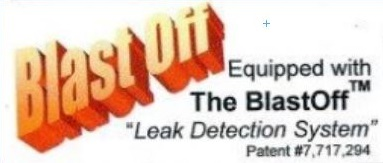 Blast Off
Equipped with
The BlastOff™
"Leak Detection System"
Patent #7,717,294